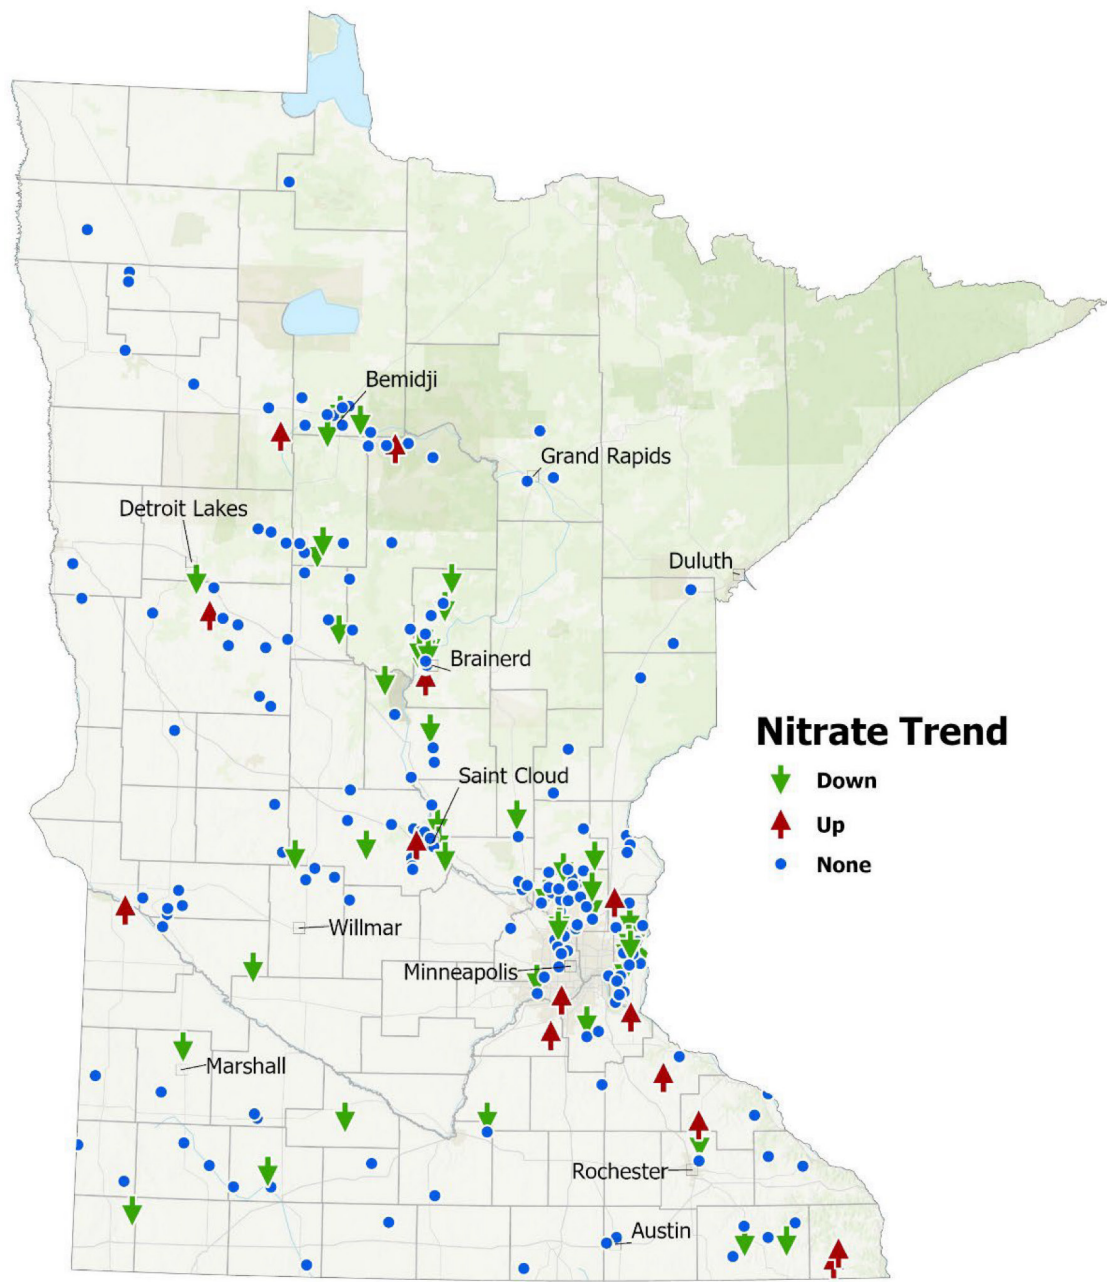 Bemidji
Grand Rapids
Detroit Lakes
Duluth
Brainerd
Nitrate Trend
Down
Up
None
Saint Cloud
Willmar
Minneapolis
Marshall
Rochester
Austin